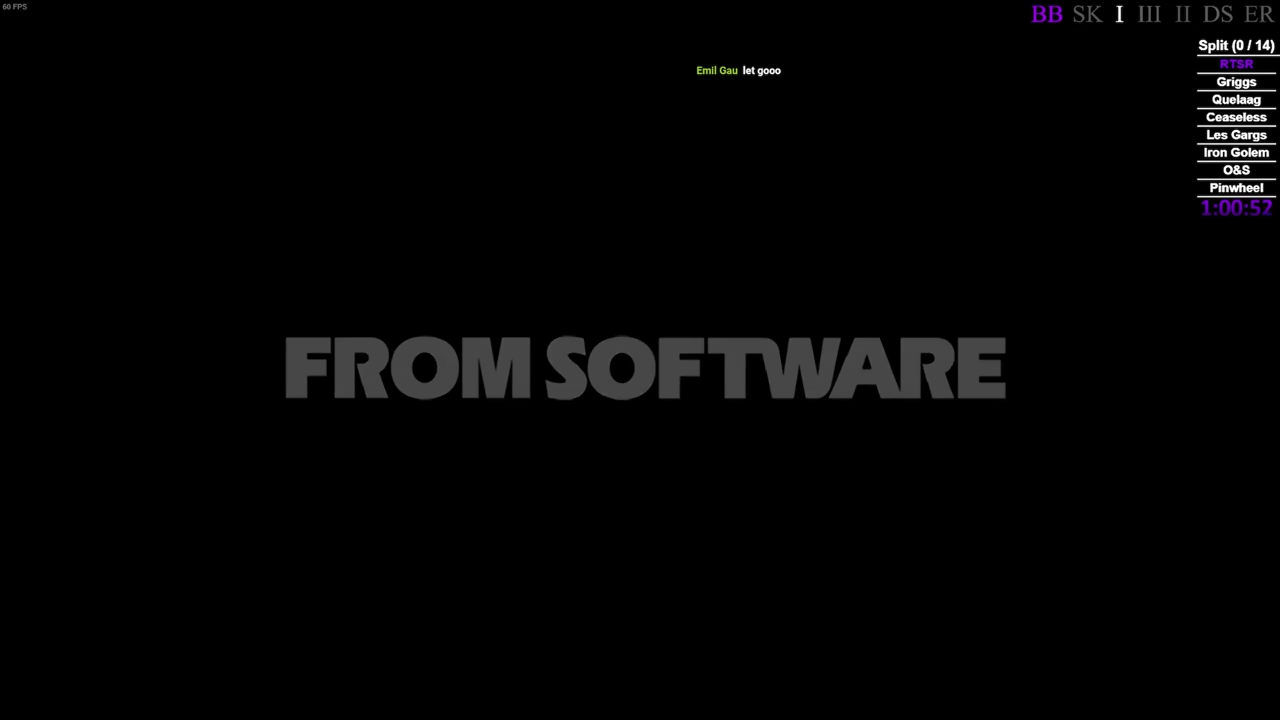 60 FPS
BB SK I III II DS ER
Split (0 / 14)
Emil Gau let gooo
RTSR
Griggs
Quelaag
Ceaseless
Les Gargs
Iron Golem
O&S
Pinwheel
1:00:52
FROM SOFTWARE